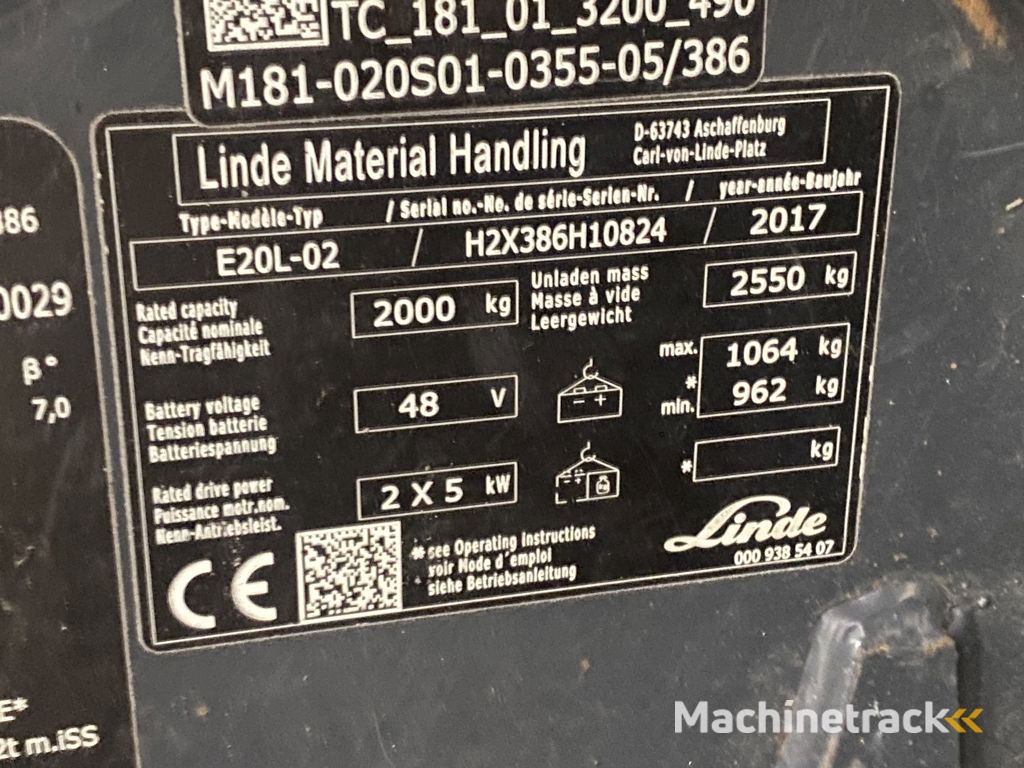 TC_181_01_3200_490
M181-020S01-0355-05/386
Linde Material Handling
D-63743 Aschaffenburg
Carl-von-Linde-Platz
Type-Modèle-Typ / Serial no.-No. de série-Serien-Nr. / year-année-Baujahr
E20L-02 / H2X386H10824 / 2017
Rated capacity
Capacité nominale
Nenn-Tragfähigkeit
2000 kg
Unladen mass
Masse à vide
Leergewicht
2550 kg
Battery voltage
Tension batterie
Batteriespannung
48 V
max. 1064 kg
*
min. 962 kg
Rated drive power
Puissance motr.nom.
Nenn-Antriebsleist.
2 X 5 kW
* kg
CE
* see Operating Instructions
voir Mode d'emploi
siehe Betriebsanleitung
Linde
000 938 54 07
386
0029
β°
7,0
E*
2t m.iSS
Machinetrack